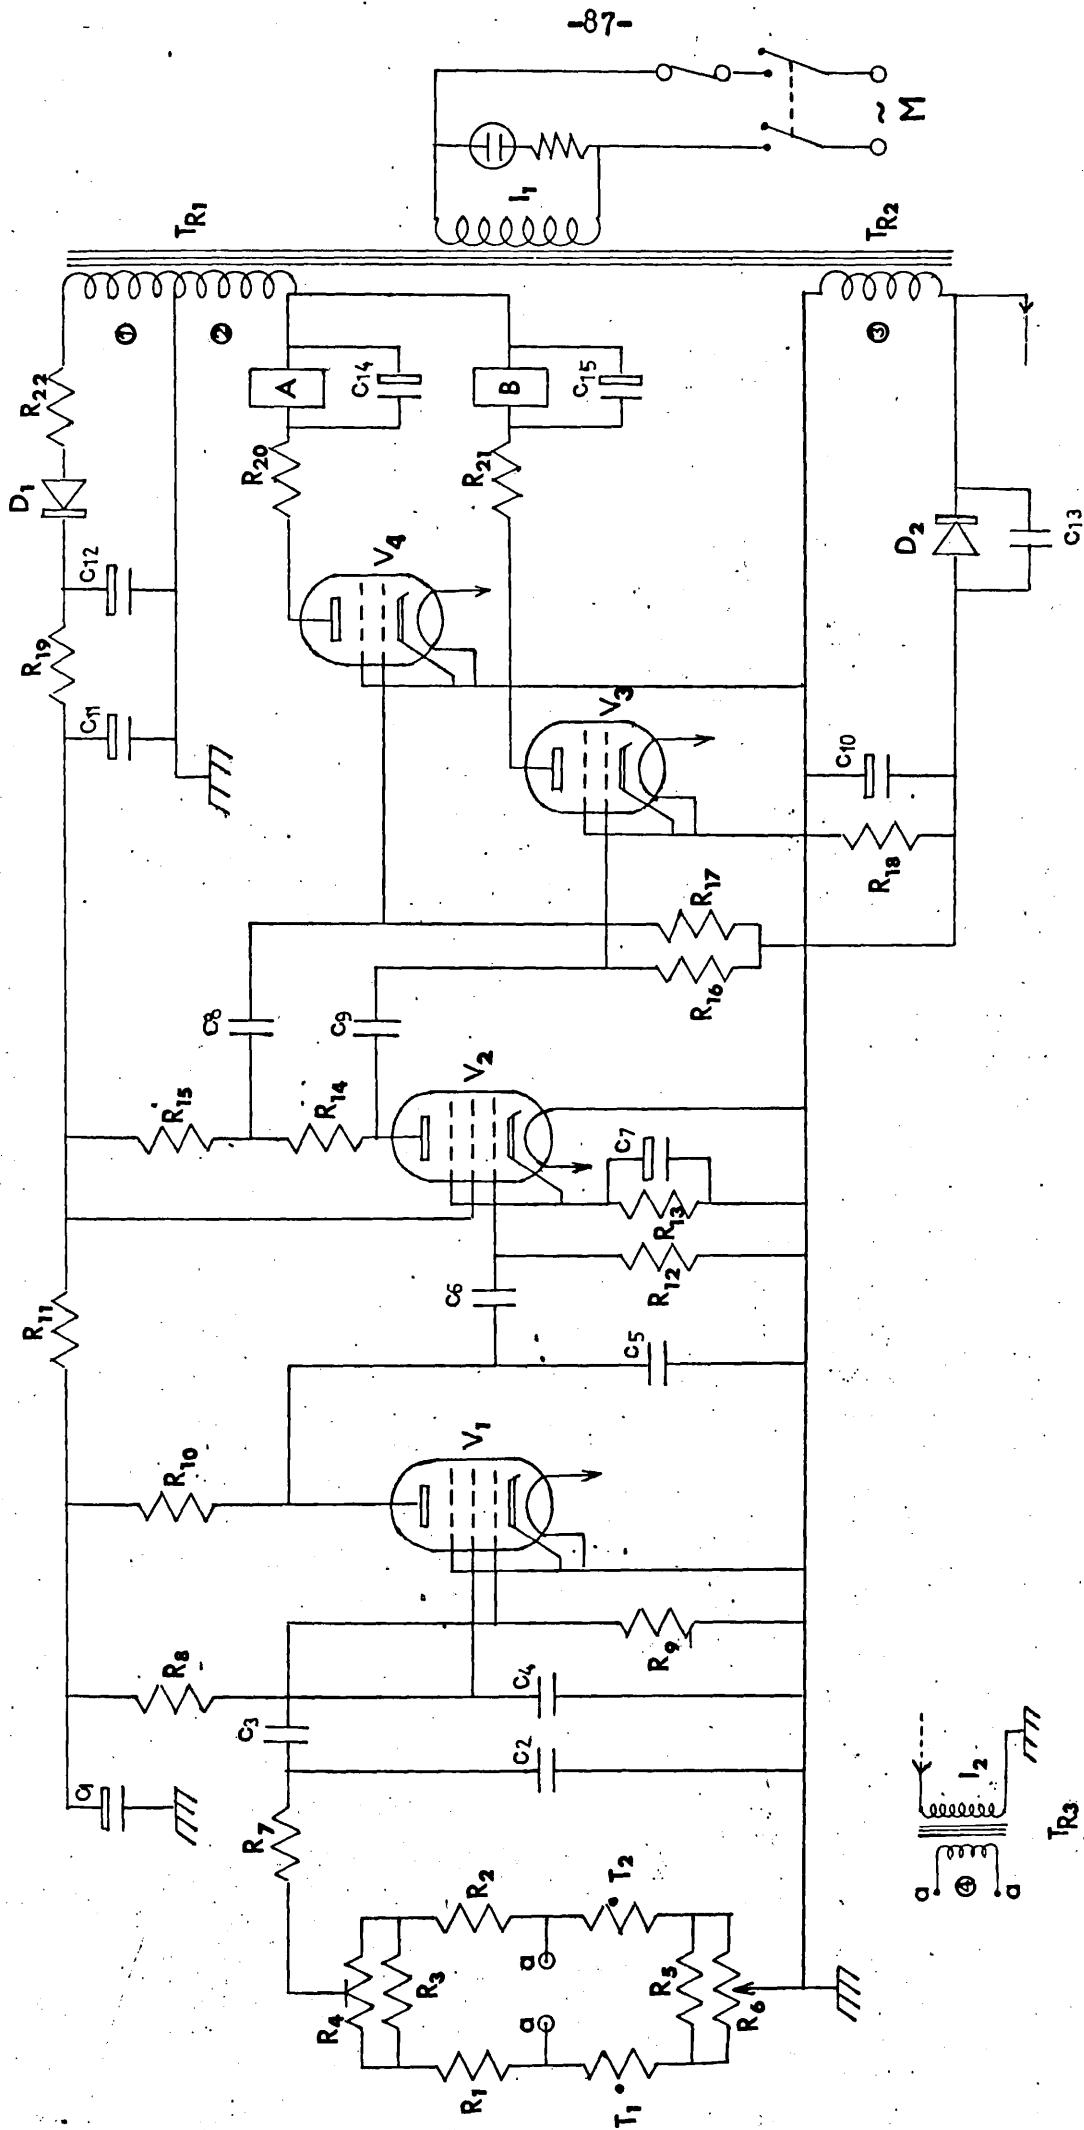 -87-
~ M
I1
TR1
TR2
1
2
3
R22
D1
C12
R19
C11
A
C14
R20
B
C15
R21
V4
V3
D2
C13
C10
R18
R17
R16
C8
C9
R15
R14
V2
C7
R13
R12
C6
C5
R11
R10
V1
R8
C3
C4
R9
C2
C1
R7
R4
R3
R2
R1
a
a
T2
T1
R5
R6
a
4
a
I2
TR3